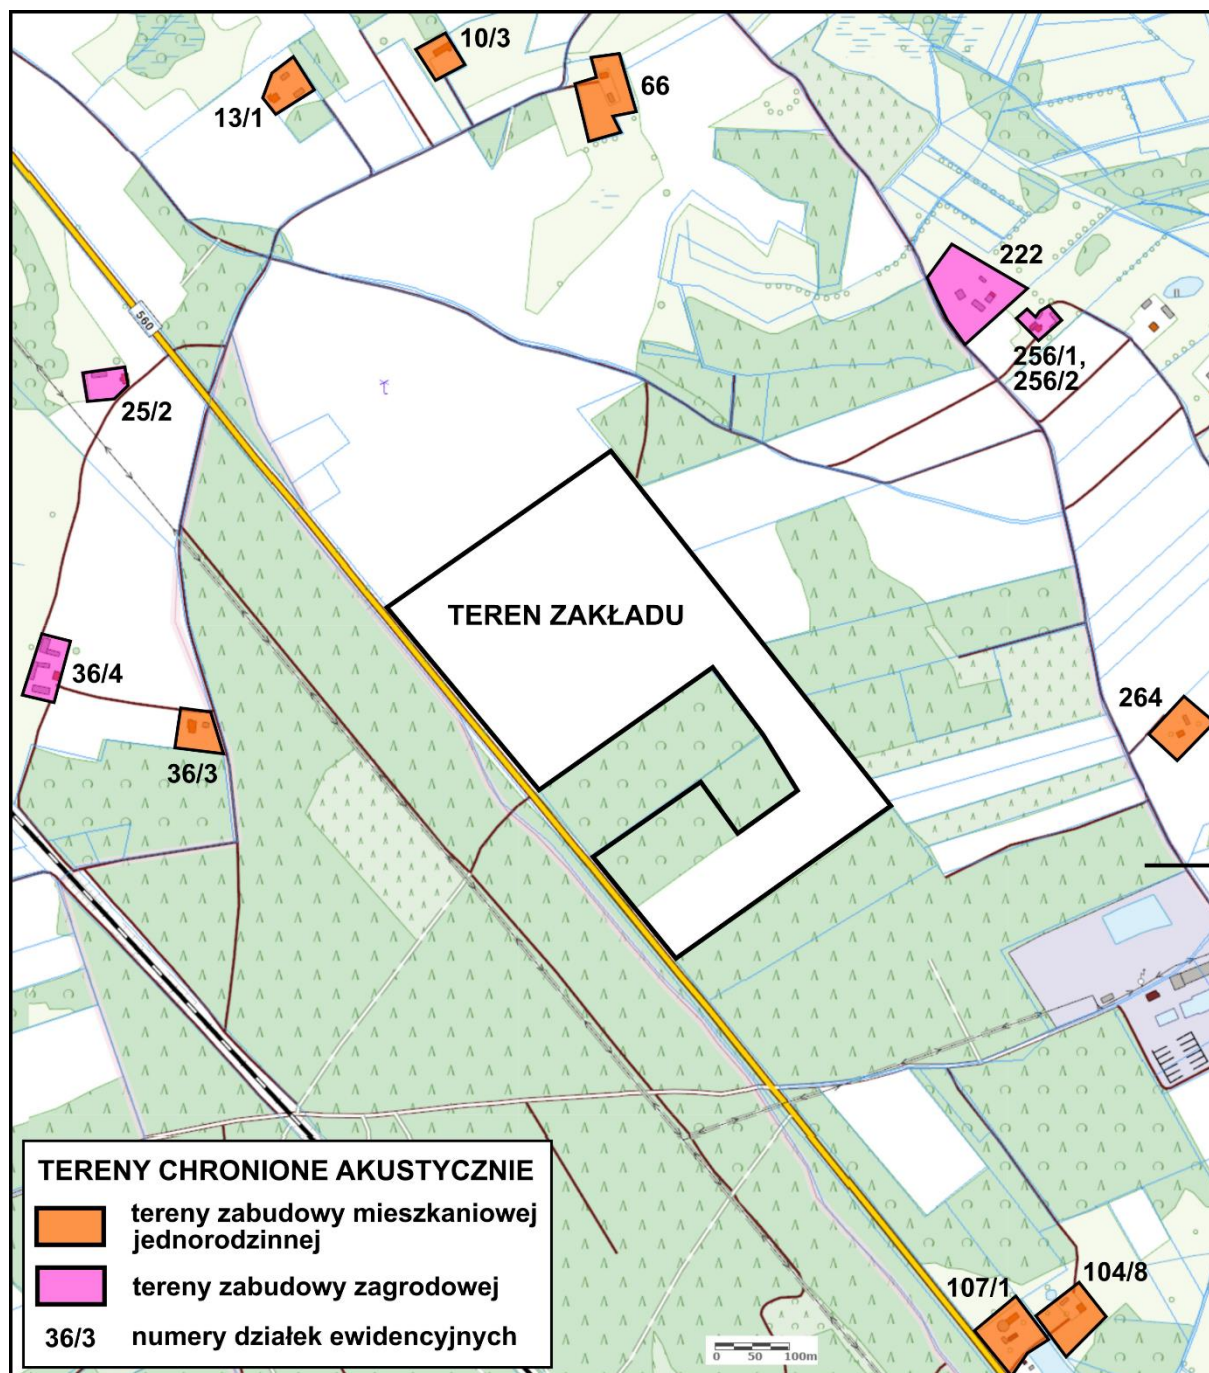 10/3
66
13/1
222
560
256/1,
256/2
25/2
TEREN ZAKŁADU
36/4
264
36/3
TERENY CHRONIONE AKUSTYCZNIE
tereny zabudowy mieszkaniowej
jednorodzinnej
tereny zabudowy zagrodowej
36/3 numery działek ewidencyjnych
107/1
104/8
0 50 100m